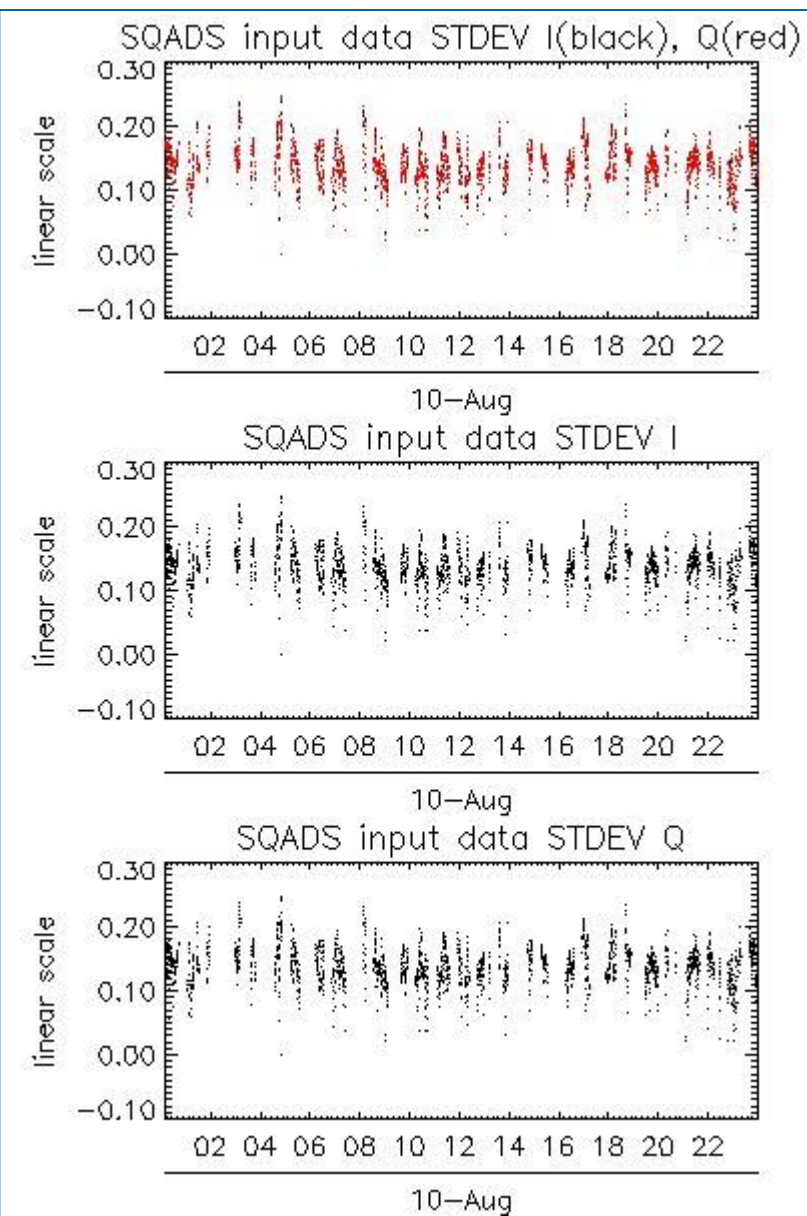 SQADS input data STDEV I(black), Q(red)
0.30
0.20
0.10
0.00
-0.10
linear scale
02 04 06 08 10 12 14 16 18 20 22
10-Aug
SQADS input data STDEV I
0.30
0.20
0.10
0.00
-0.10
linear scale
02 04 06 08 10 12 14 16 18 20 22
10-Aug
SQADS input data STDEV Q
0.30
0.20
0.10
0.00
-0.10
linear scale
02 04 06 08 10 12 14 16 18 20 22
10-Aug